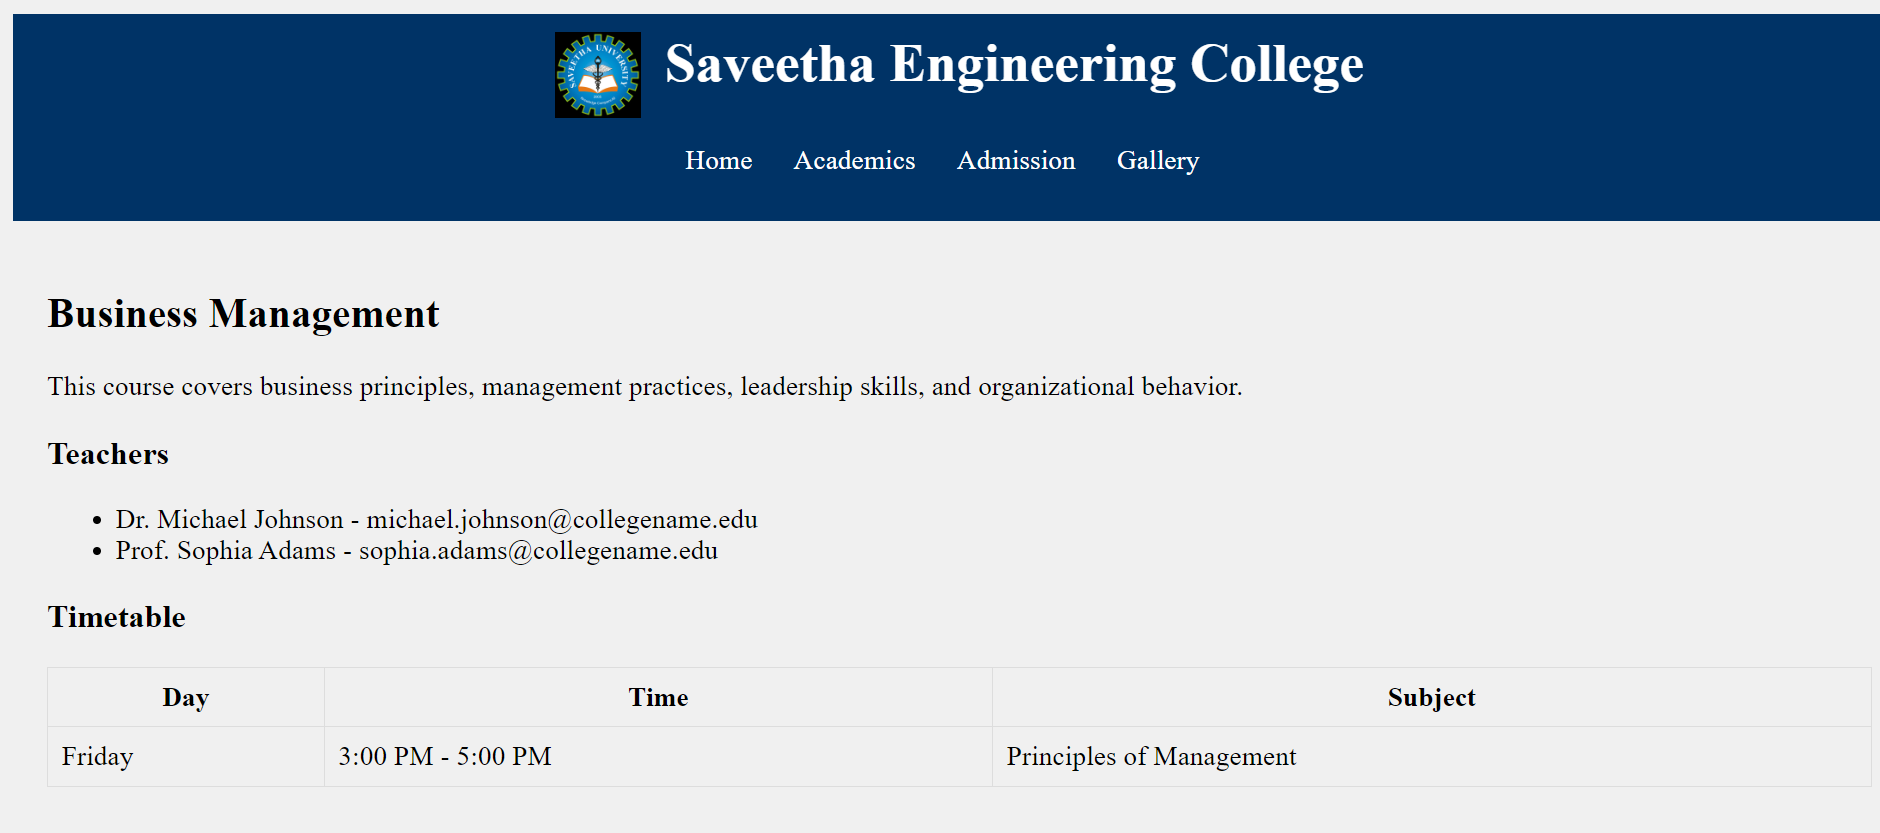 SAVEETHA UNIVERSITY
Saveetha Engineering College
Home Academics Admission Gallery
Business Management
This course covers business principles, management practices, leadership skills, and organizational behavior.
Teachers
• Dr. Michael Johnson - michael.johnson@collegename.edu
• Prof. Sophia Adams - sophia.adams@collegename.edu
Timetable
Day Time Subject
Friday 3:00 PM - 5:00 PM Principles of Management